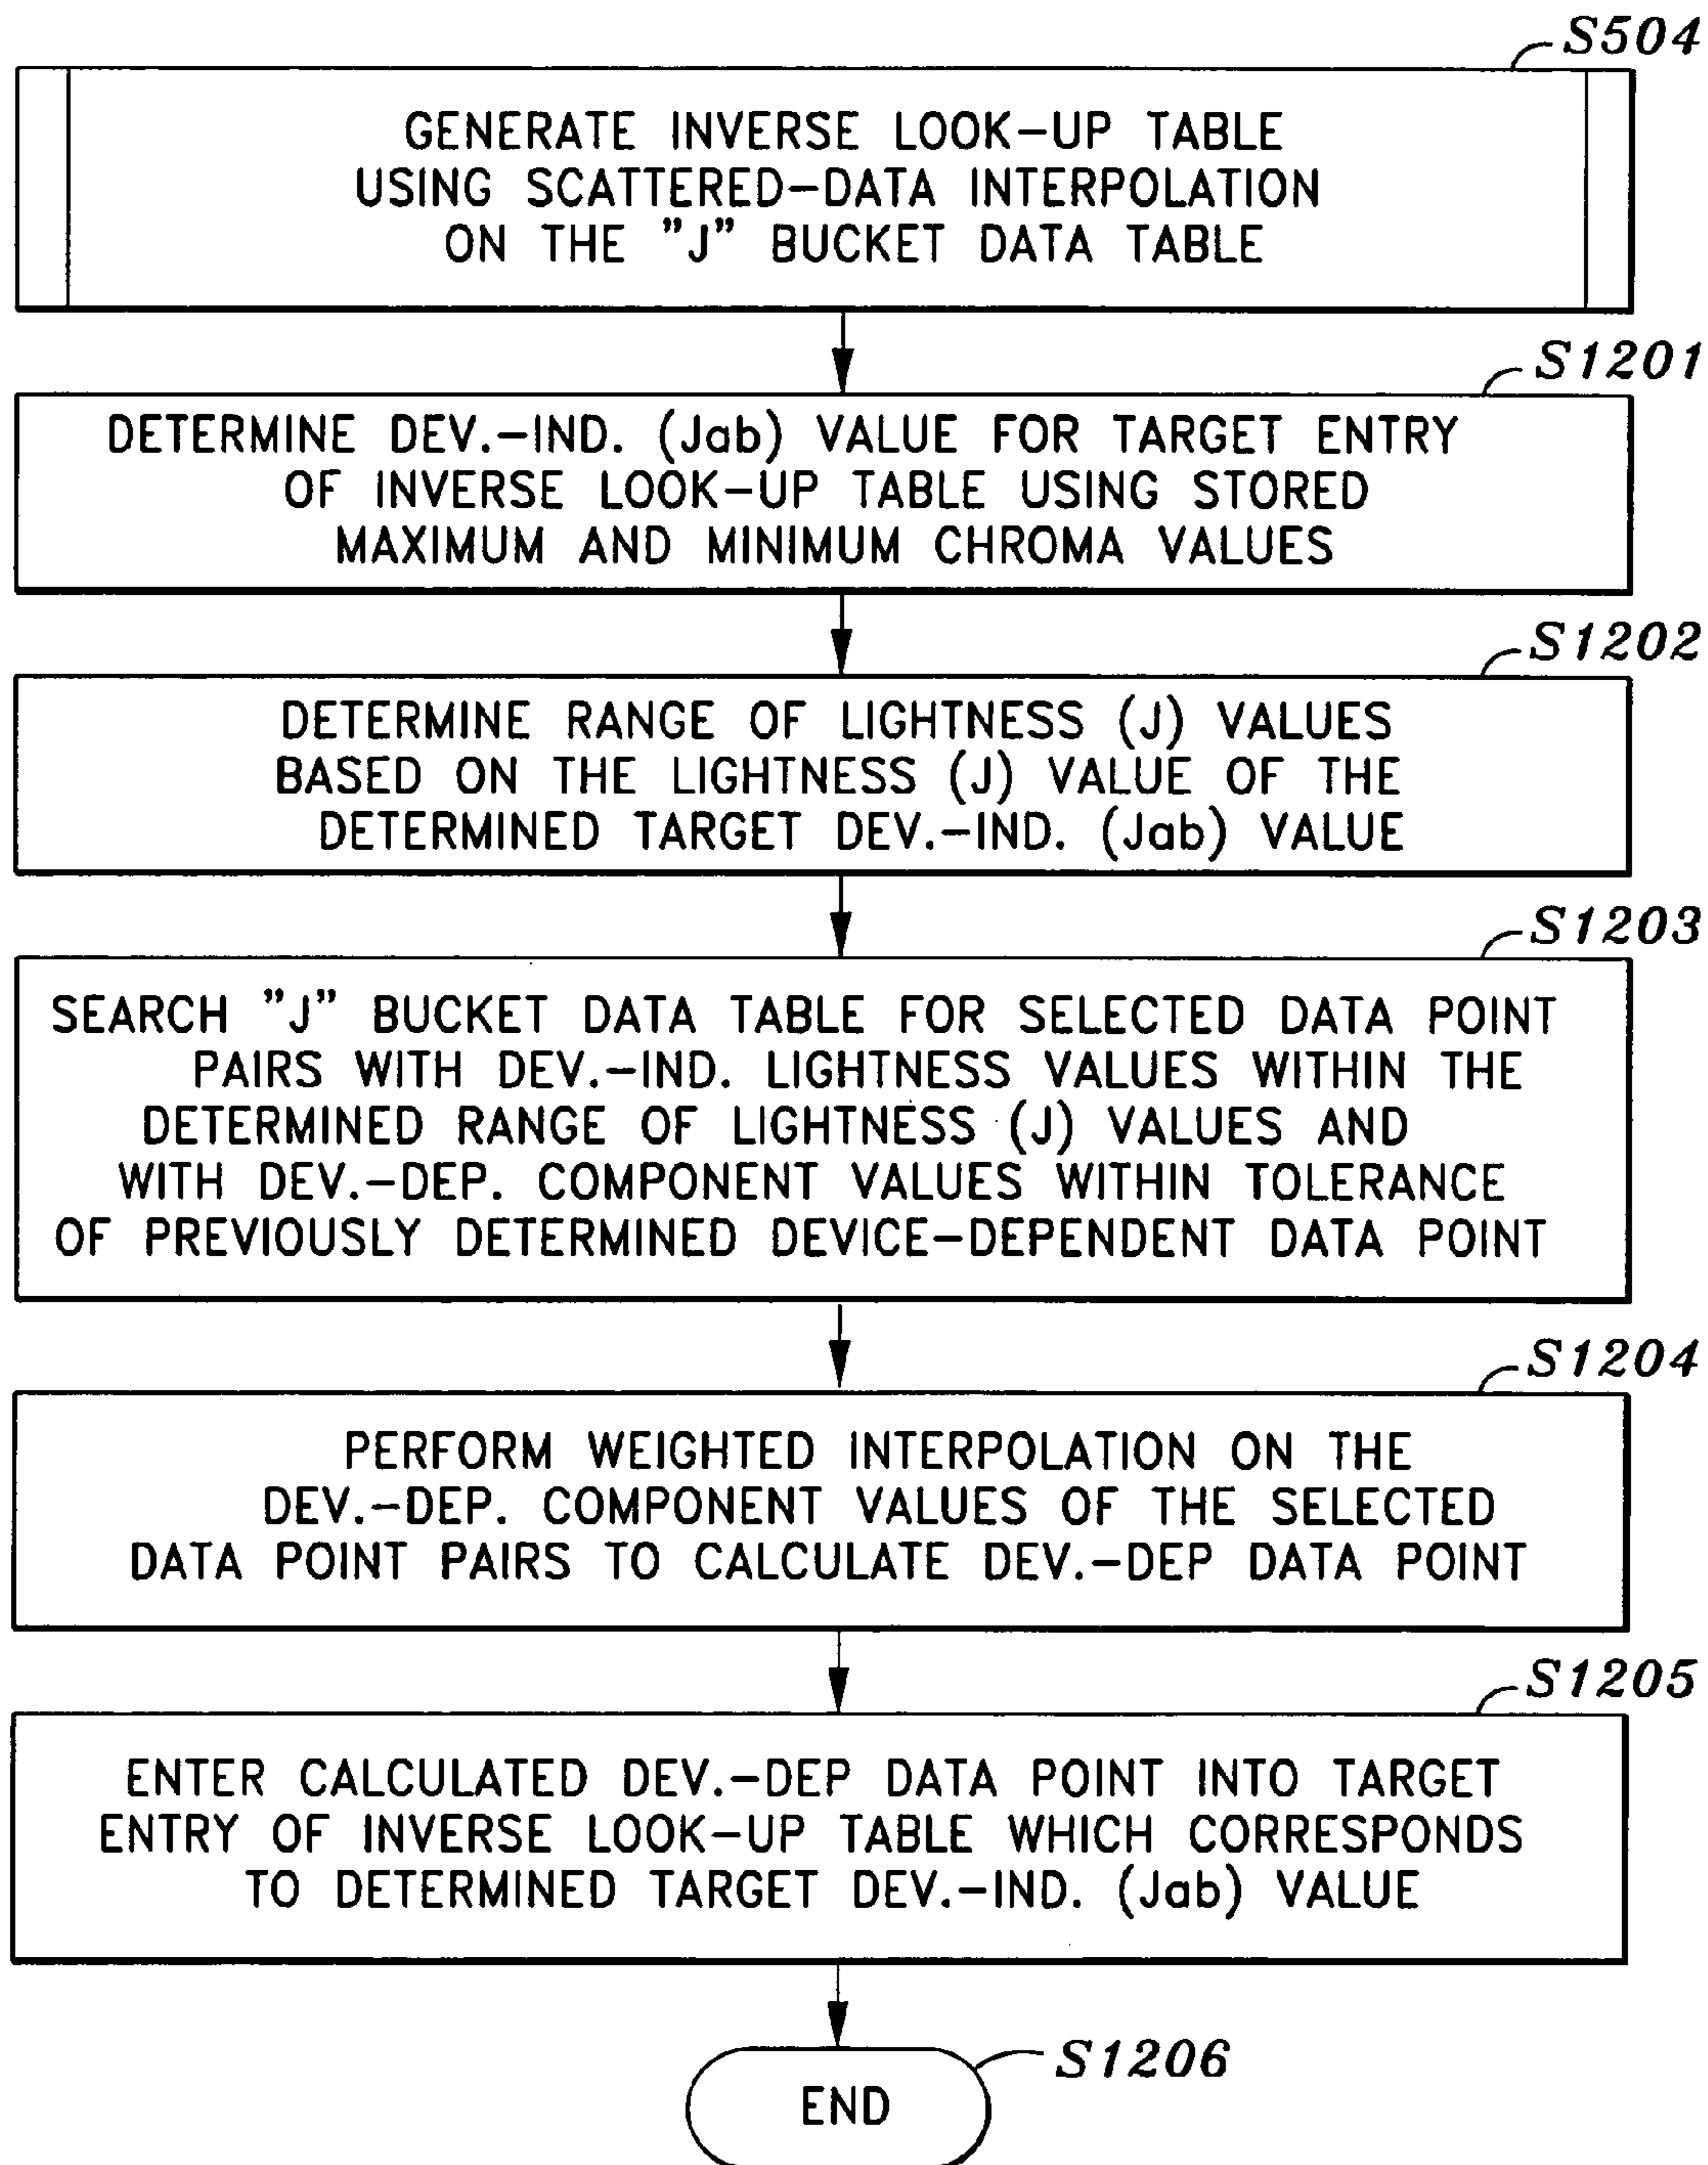 S504
GENERATE INVERSE LOOK-UP TABLE
USING SCATTERED-DATA INTERPOLATION
ON THE "J" BUCKET DATA TABLE
S1201
DETERMINE DEV.-IND. (Jab) VALUE FOR TARGET ENTRY
OF INVERSE LOOK-UP TABLE USING STORED
MAXIMUM AND MINIMUM CHROMA VALUES
S1202
DETERMINE RANGE OF LIGHTNESS (J) VALUES
BASED ON THE LIGHTNESS (J) VALUE OF THE
DETERMINED TARGET DEV.-IND. (Jab) VALUE
S1203
SEARCH "J" BUCKET DATA TABLE FOR SELECTED DATA POINT
PAIRS WITH DEV.-IND. LIGHTNESS VALUES WITHIN THE
DETERMINED RANGE OF LIGHTNESS (J) VALUES AND
WITH DEV.-DEP. COMPONENT VALUES WITHIN TOLERANCE
OF PREVIOUSLY DETERMINED DEVICE-DEPENDENT DATA POINT
S1204
PERFORM WEIGHTED INTERPOLATION ON THE
DEV.-DEP. COMPONENT VALUES OF THE SELECTED
DATA POINT PAIRS TO CALCULATE DEV.-DEP DATA POINT
S1205
ENTER CALCULATED DEV.-DEP DATA POINT INTO TARGET
ENTRY OF INVERSE LOOK-UP TABLE WHICH CORRESPONDS
TO DETERMINED TARGET DEV.-IND. (Jab) VALUE
S1206
END